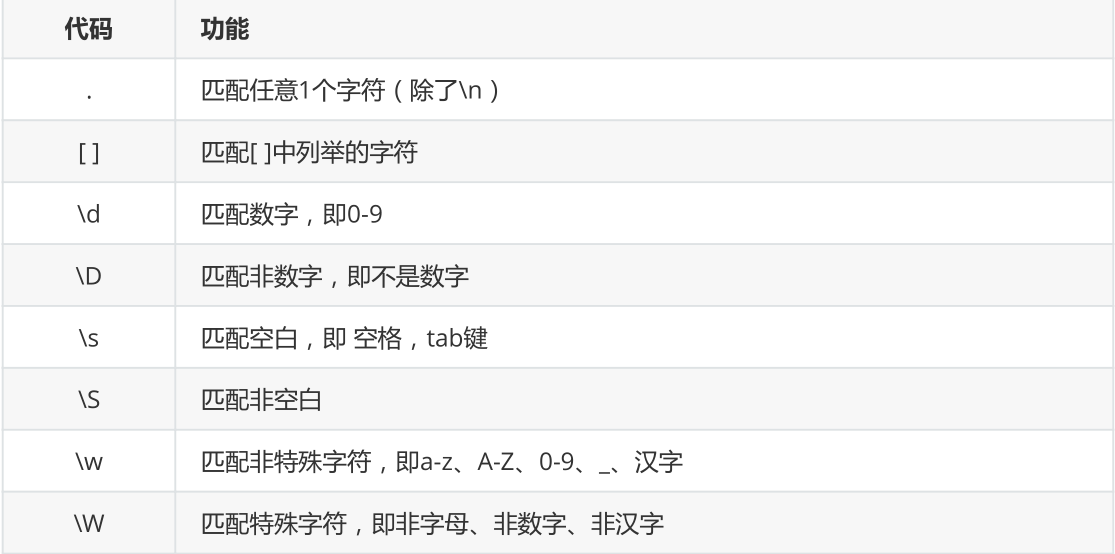 代码 功能
. 匹配任意1个字符（除了\n）
[ ] 匹配[ ]中列举的字符
\d 匹配数字，即0-9
\D 匹配非数字，即不是数字
\s 匹配空白，即 空格，tab键
\S 匹配非空白
\w 匹配非特殊字符，即a-z、A-Z、0-9、_、汉字
\W 匹配特殊字符，即非字母、非数字、非汉字